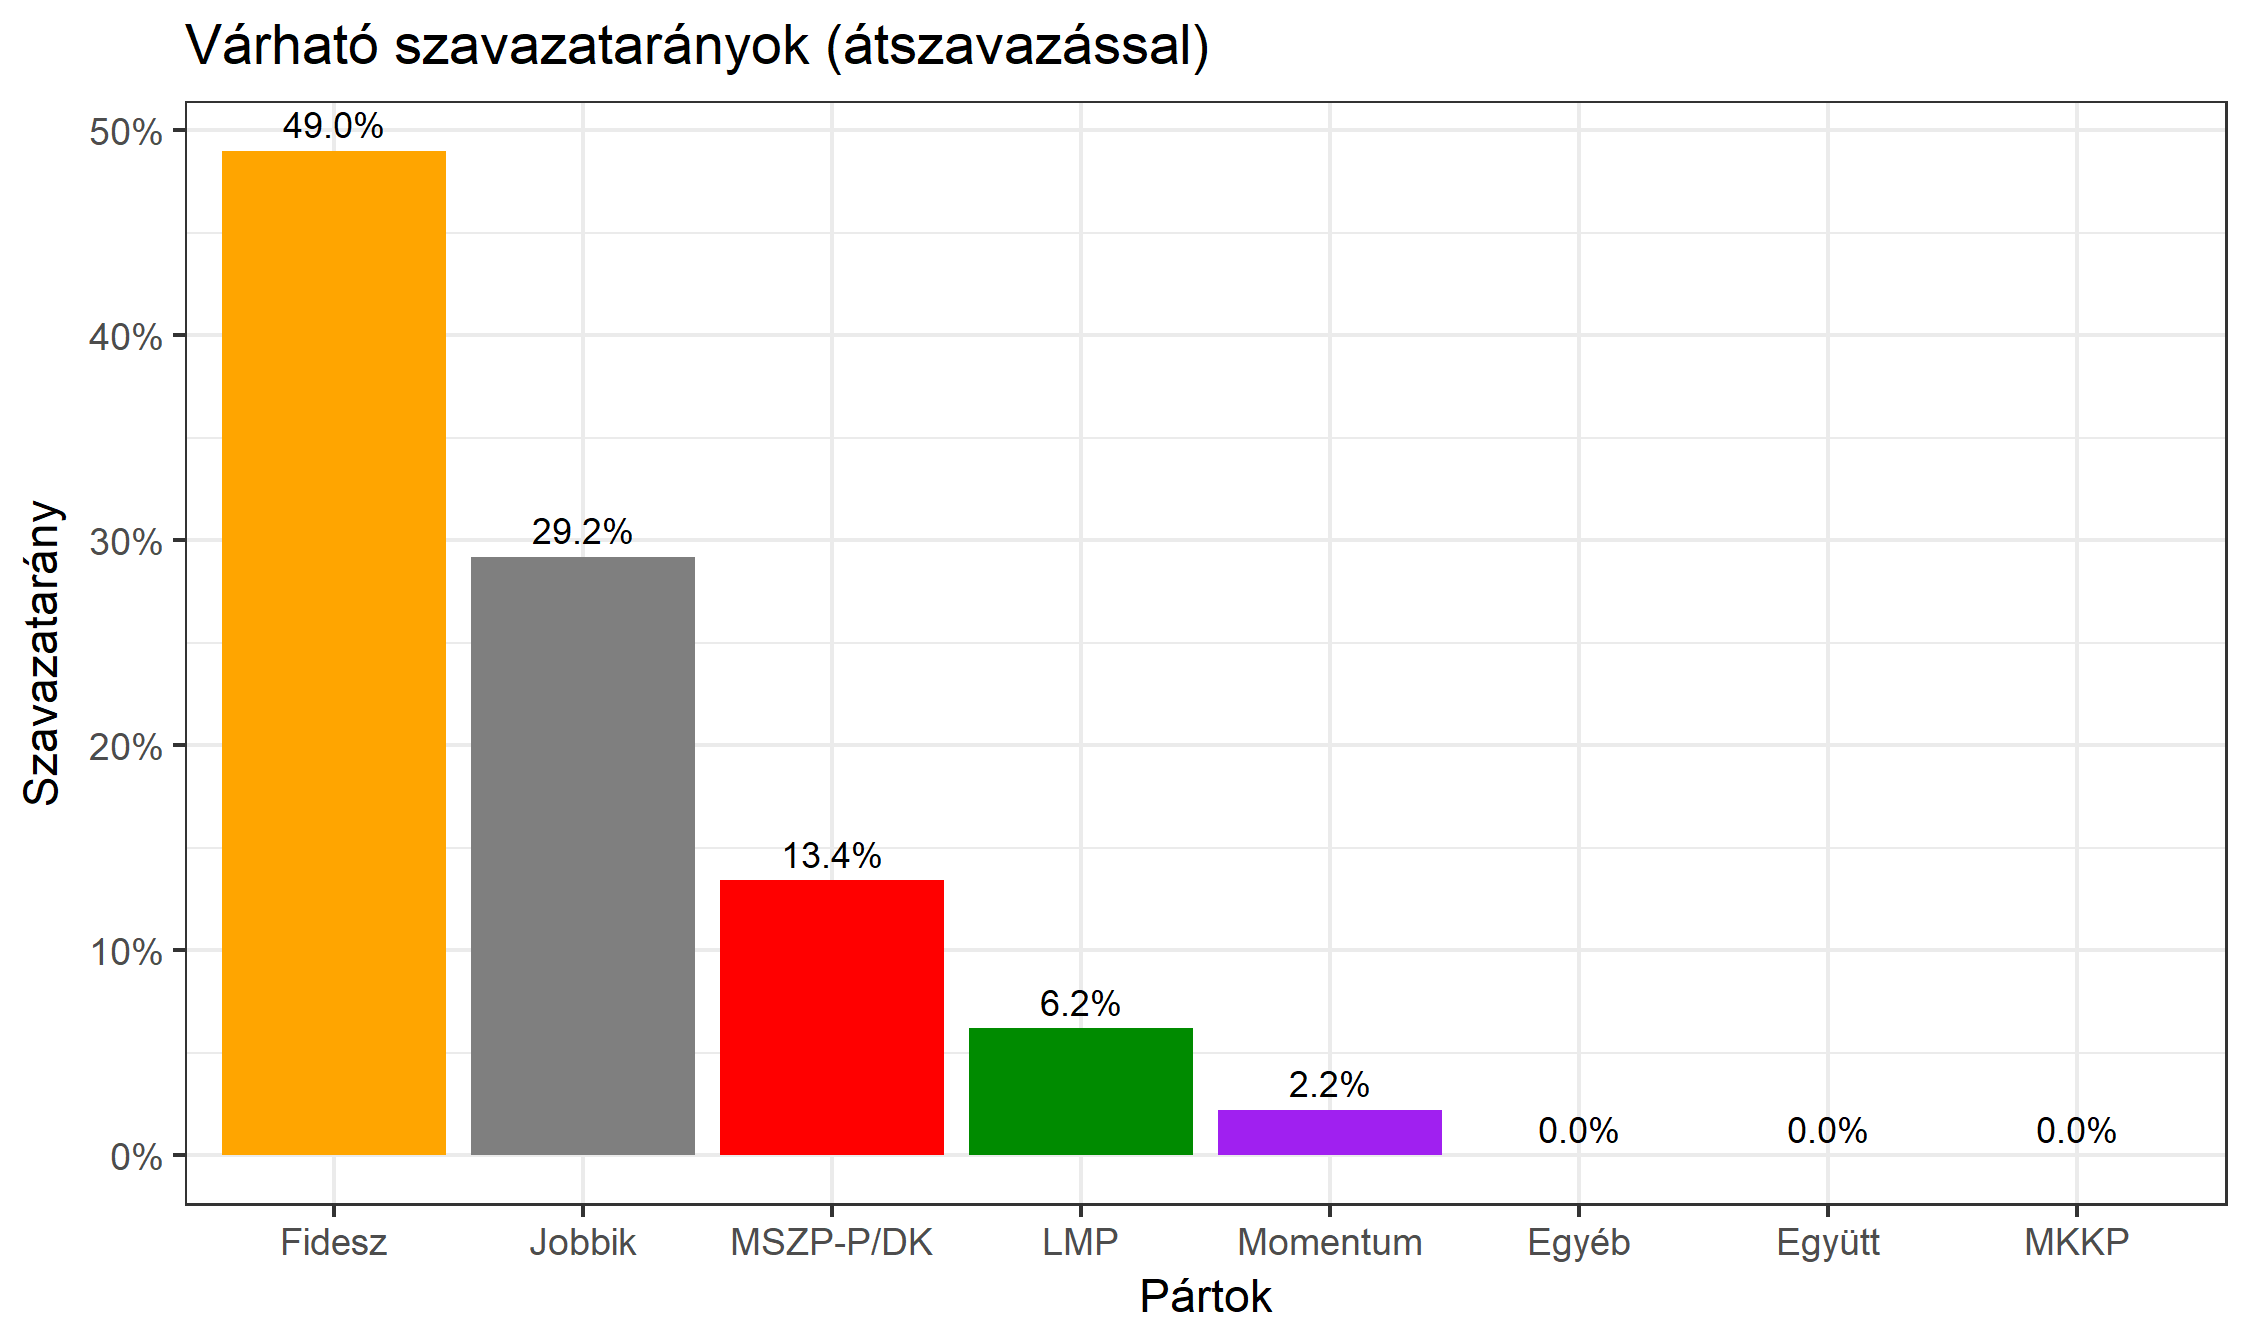 Várható szavazatarányok (átszavazással)
Szavazatarány
50%
40%
30%
20%
10%
0%
49.0%
29.2%
13.4%
6.2%
2.2%
0.0%
0.0%
0.0%
Fidesz
Jobbik
MSZP-P/DK
LMP
Momentum
Egyéb
Együtt
MKKP
Pártok